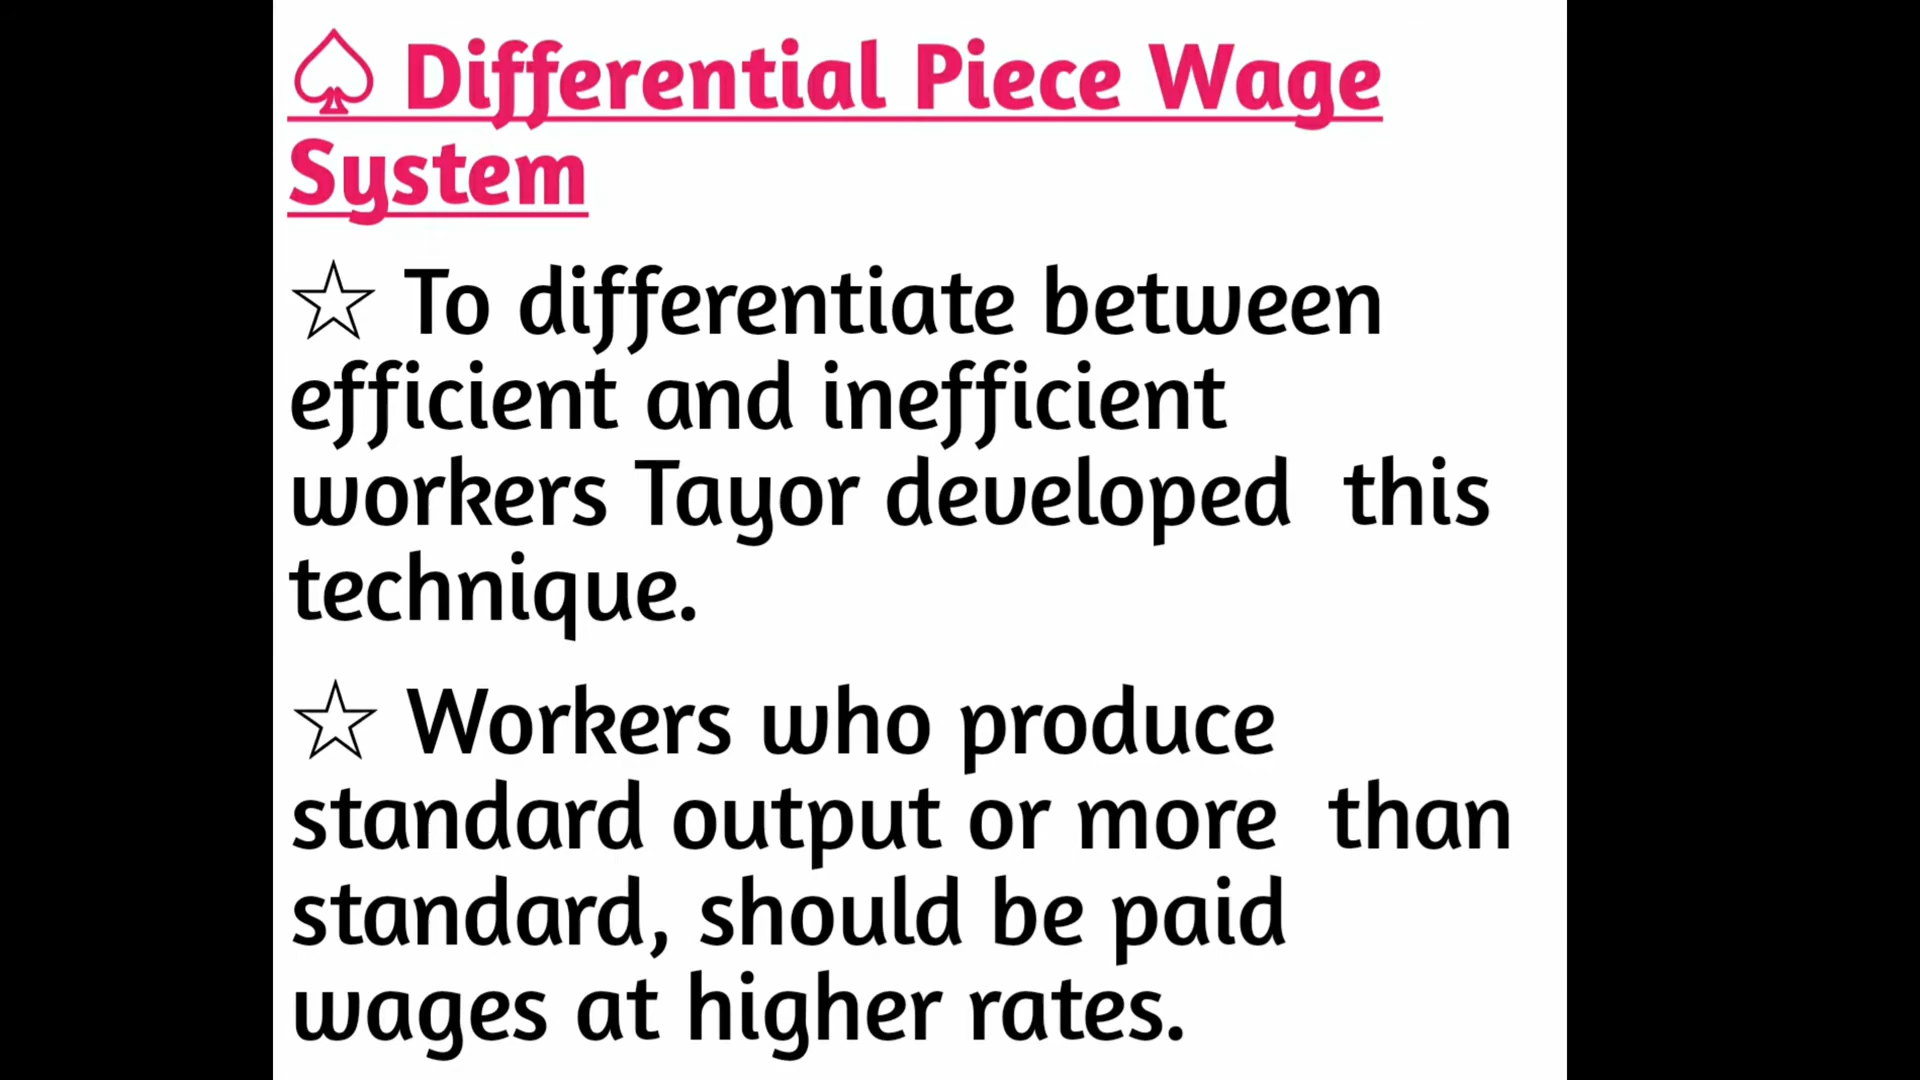 ♤ Differential Piece Wage
System
☆ To differentiate between
efficient and inefficient
workers Tayor developed  this
technique.
☆ Workers who produce
standard output or more  than
standard, should be paid
wages at higher rates.